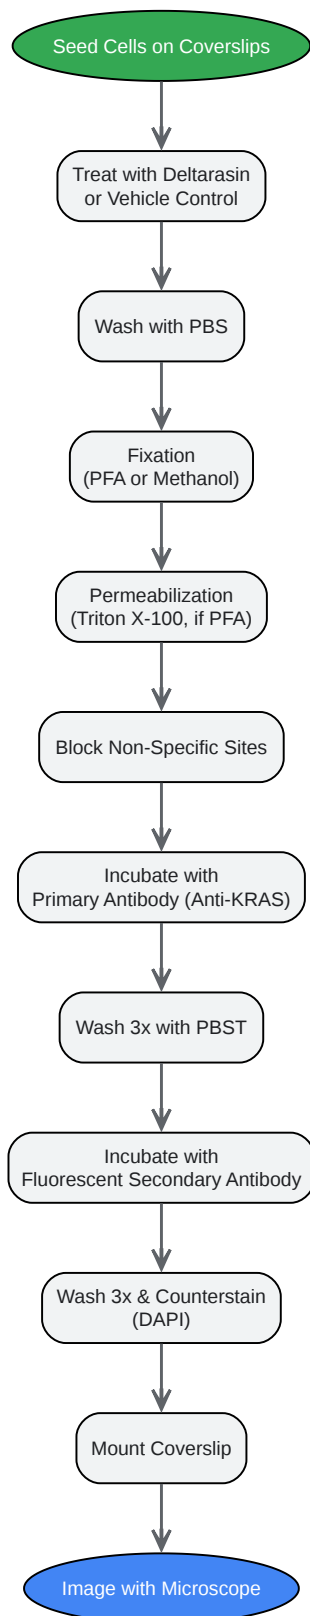 Seed Cells on Coverslips
Treat with Deltarasin
or Vehicle Control
Wash with PBS
Fixation
(PFA or Methanol)
Permeabilization
(Triton X-100, if PFA)
Block Non-Specific Sites
Incubate with
Primary Antibody (Anti-KRAS)
Wash 3x with PBST
Incubate with
Fluorescent Secondary Antibody
Wash 3x & Counterstain
(DAPI)
Mount Coverslip
Image with Microscope